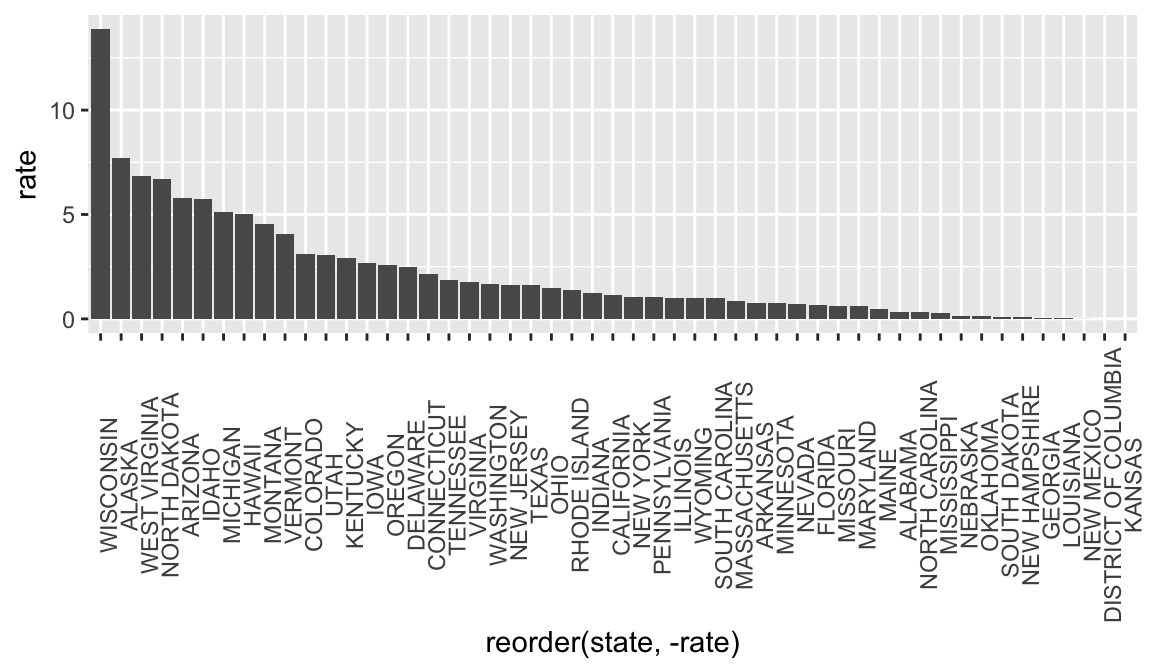 10
5
0
rate
WISCONSIN
ALASKA
WEST VIRGINIA
NORTH DAKOTA
ARIZONA
IDAHO
MICHIGAN
HAWAII
MONTANA
VERMONT
COLORADO
UTAH
KENTUCKY
IOWA
OREGON
DELAWARE
CONNECTICUT
TENNESSEE
VIRGINIA
WASHINGTON
NEW JERSEY
TEXAS
OHIO
RHODE ISLAND
INDIANA
CALIFORNIA
NEW YORK
PENNSYLVANIA
ILLINOIS
WYOMING
SOUTH CAROLINA
MASSACHUSETTS
ARKANSAS
MINNESOTA
NEVADA
FLORIDA
MISSOURI
MARYLAND
MAINE
ALABAMA
NORTH CAROLINA
MISSISSIPPI
NEBRASKA
OKLAHOMA
SOUTH DAKOTA
NEW HAMPSHIRE
GEORGIA
LOUISIANA
NEW MEXICO
DISTRICT OF COLUMBIA
KANSAS
reorder(state, -rate)